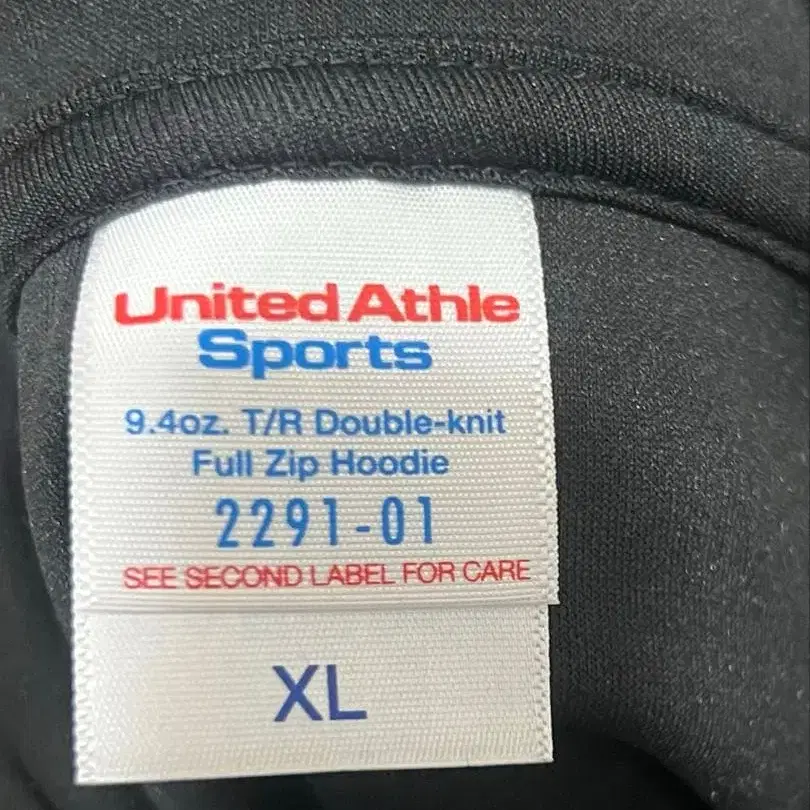 United Athle
Sports
9.4oz. T/R Double-knit
Full Zip Hoodie
2291-01
SEE SECOND LABEL FOR CARE
XL